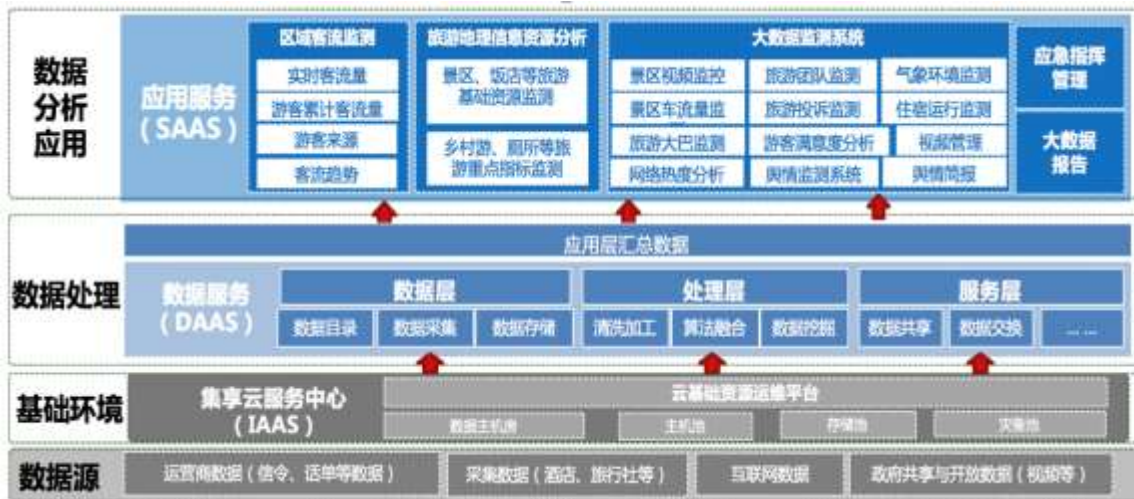 数据
分析
应用
应用服务
（SAAS）
区域客流监测
实时客流量
游客累计客流量
游客来源
客流趋势
旅游地理信息资源分析
景区、饭店等旅游
基础资源监测
乡村游、厕所等旅
游重点指标监测
大数据监测系统
景区视频监控
旅游团队监测
气象环境监测
景区车流量监
旅游投诉监测
住宿运行监测
旅游大巴监测
游客满意度分析
视频管理
网络热度分析
舆情监测系统
舆情简报
应急指挥
管理
大数据
报告
数据处理
应用层汇总数据
数据服务
（DAAS）
数据层
数据目录
数据采集
数据存储
处理层
清洗加工
算法融合
数据挖掘
服务层
数据共享
数据交换
... ...
基础环境
集享云服务中心
（IAAS）
云基础资源运维平台
数据主机房
主机池
存储池
灾备池
数据源
运营商数据（信令、话单等数据）
采集数据（酒店、旅行社等）
互联网数据
政府共享与开放数据（视频等）